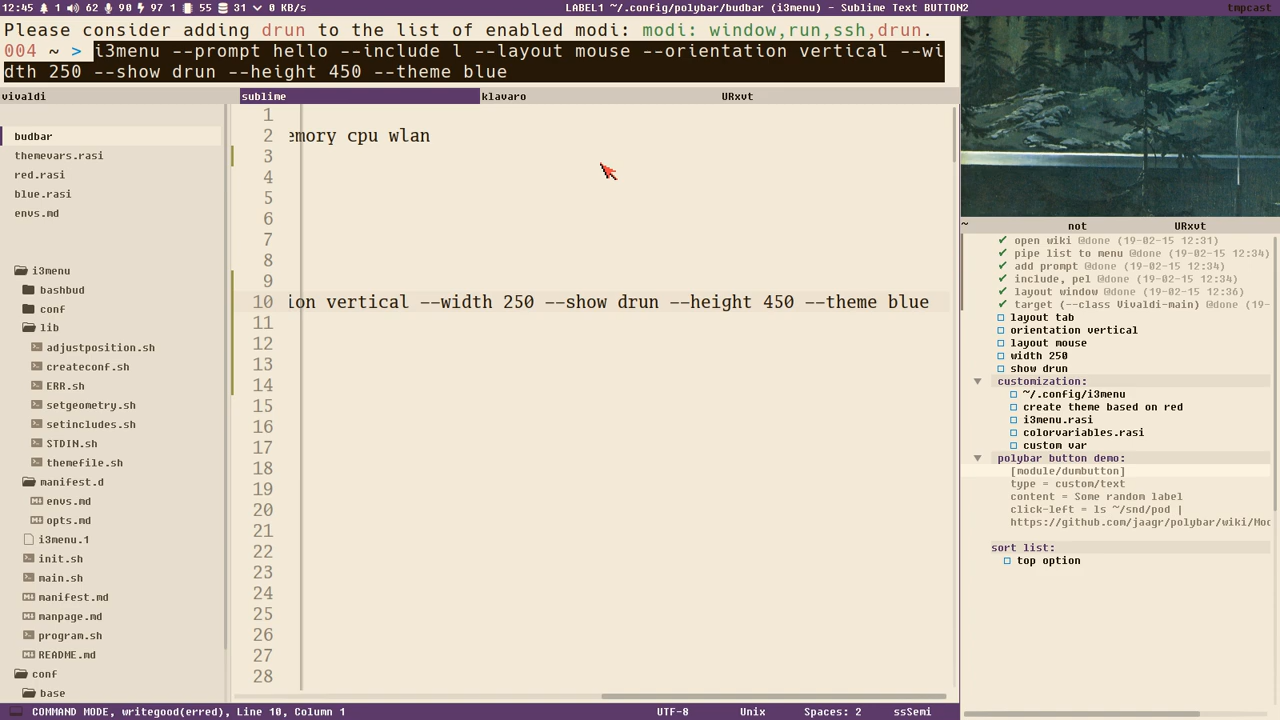 12:45 1 62 90 97 1 55 31 0 KB/s
LABEL1 ~/.config/polybar/budbar (i3menu) - Sublime Text BUTTON2
tmpcast
Please consider adding drun to the list of enabled modi: modi: window,run,ssh,drun.
004 ~ > i3menu --prompt hello --include l --layout mouse --orientation vertical --wi
dth 250 --show drun --height 450 --theme blue
vivaldi
sublime
klavaro
URxvt
budbar
themevars.rasi
red.rasi
blue.rasi
envs.md
i3menu
bashbud
conf
lib
adjustposition.sh
createconf.sh
ERR.sh
setgeometry.sh
setincludes.sh
STDIN.sh
themefile.sh
manifest.d
envs.md
opts.md
i3menu.1
init.sh
main.sh
manifest.md
manpage.md
program.sh
README.md
conf
base
1
2 emory cpu wlan
3
4
5
6
7
8
9
10 ion vertical --width 250 --show drun --height 450 --theme blue
11
12
13
14
15
16
17
18
19
20
21
22
23
24
25
26
27
28
~ not URxvt
✔ open wiki @done (19-02-15 12:31)
✔ pipe list to menu @done (19-02-15 12:34)
✔ add prompt @done (19-02-15 12:34)
✔ include, pel @done (19-02-15 12:34)
✔ layout window @done (19-02-15 12:36)
✔ target (--class Vivaldi-main) @done (19-
layout tab
orientation vertical
layout mouse
width 250
show drun
customization:
~/.config/i3menu
create theme based on red
i3menu.rasi
colorvariables.rasi
custom var
polybar button demo:
[module/dumbutton]
type = custom/text
content = Some random label
click-left = ls ~/snd/pod |
https://github.com/jaagr/polybar/wiki/Moc
sort list:
top option
COMMAND MODE, writegood(erred), Line 10, Column 1
UTF-8
Unix
Spaces: 2
ssSemi